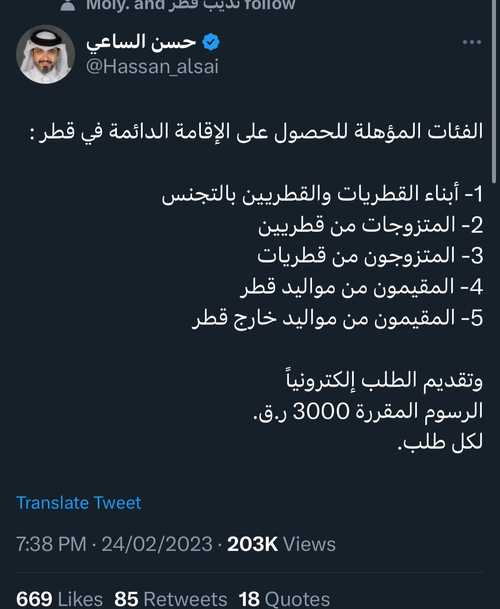 Moly. and نديب قطر follow
حسن الساعي
@Hassan_alsai
الفئات المؤهلة للحصول على الإقامة الدائمة في قطر :
1- أبناء القطريات والقطريين بالتجنس
2- المتزوجات من قطريين
3- المتزوجون من قطريات
4- المقيمون من مواليد قطر
5- المقيمون من مواليد خارج قطر
وتقديم الطلب إلكترونياً
الرسوم المقررة 3000 ر.ق.
لكل طلب.
Translate Tweet
7:38 PM · 24/02/2023 · 203K Views
669 Likes 85 Retweets 18 Quotes